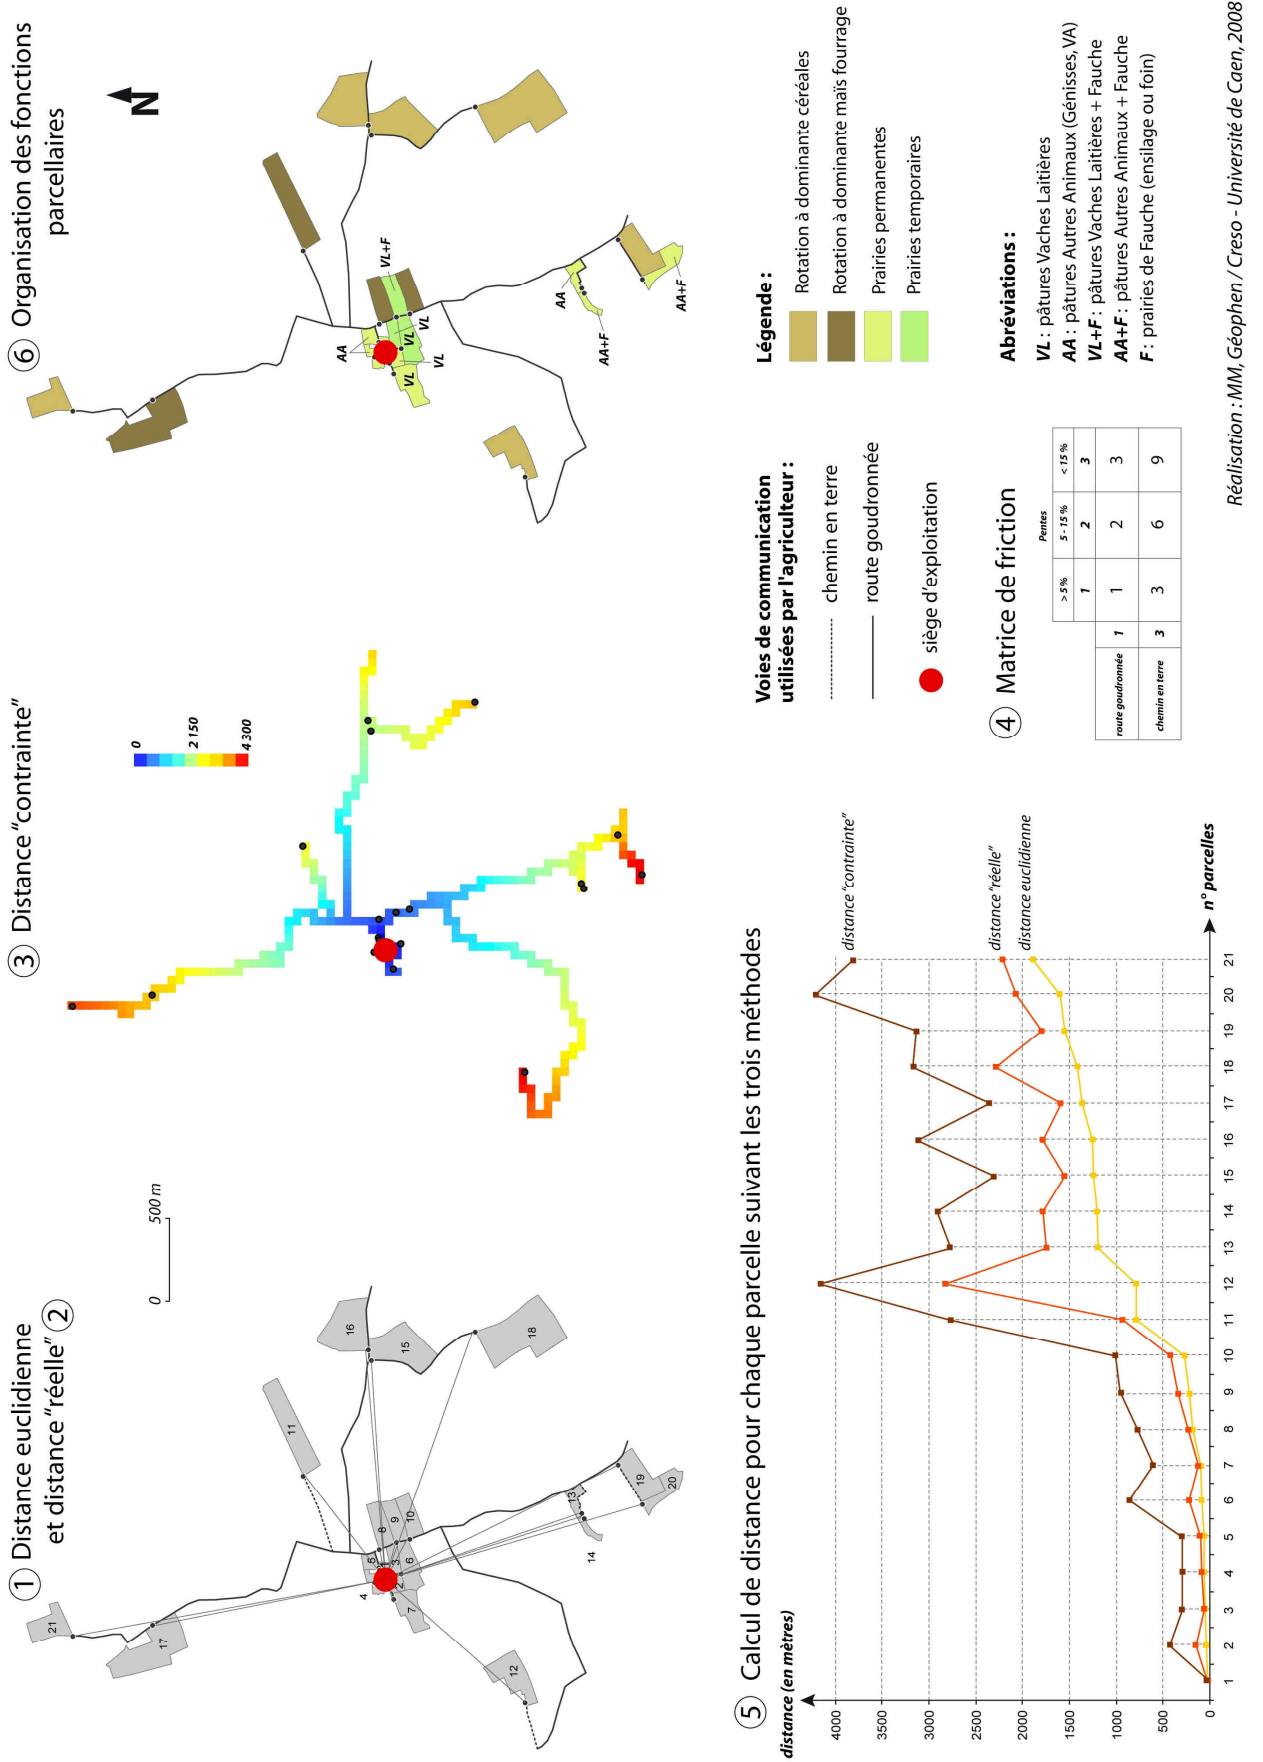 ① Distance euclidienne
et distance "réelle" ②
0
500 m
21
17
11
16
15
18
5
8
9
10
1
3
6
4
2
7
12
13
14
19
20
③ Distance "contrainte"
0
2 150
4 300
⑥ Organisation des fonctions
parcellaires
N
AA
VL+F
VL
VL
VL
VL
AA
AA+F
AA+F
⑤ Calcul de distance pour chaque parcelle suivant les trois méthodes
distance (en mètres)
4000
3500
3000
2500
2000
1500
1000
500
0
1 2 3 4 5 6 7 8 9 10 11 12 13 14 15 16 17 18 19 20 21
n° parcelles
distance "contrainte"
distance "réelle"
distance euclidienne
Voies de communication
utilisées par l'agriculteur :
chemin en terre
route goudronnée
siège d'exploitation
④ Matrice de friction
Pentes
> 5% 5 - 15 % < 15 %
1 2 3
route goudronnée 1 1 2 3
chemin en terre 3 3 6 9
Légende :
Rotation à dominante céréales
Rotation à dominante maïs fourrage
Prairies permanentes
Prairies temporaires
Abréviations :
VL : pâtures Vaches Laitières
AA : pâtures Autres Animaux (Génisses, VA)
VL+F : pâtures Vaches Laitières + Fauche
AA+F : pâtures Autres Animaux + Fauche
F : prairies de Fauche (ensilage ou foin)
Réalisation : MM, Géophen / Creso - Université de Caen, 2008